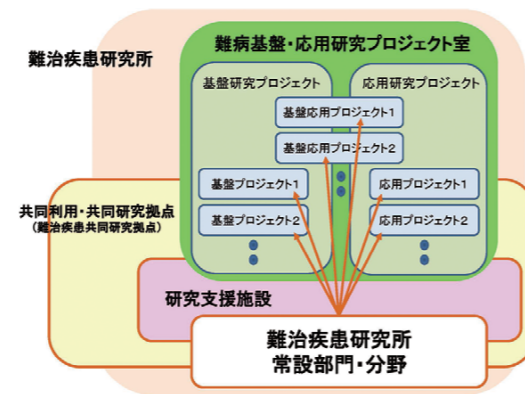 難病基盤・応用研究プロジェクト室
難治疾患研究所
基盤研究プロジェクト
応用研究プロジェクト
基盤応用プロジェクト1
基盤応用プロジェクト2
基盤プロジェクト1
応用プロジェクト1
共同利用・共同研究拠点
(難治疾患共同研究拠点)
基盤プロジェクト2
応用プロジェクト2
研究支援施設
難治疾患研究所
常設部門・分野